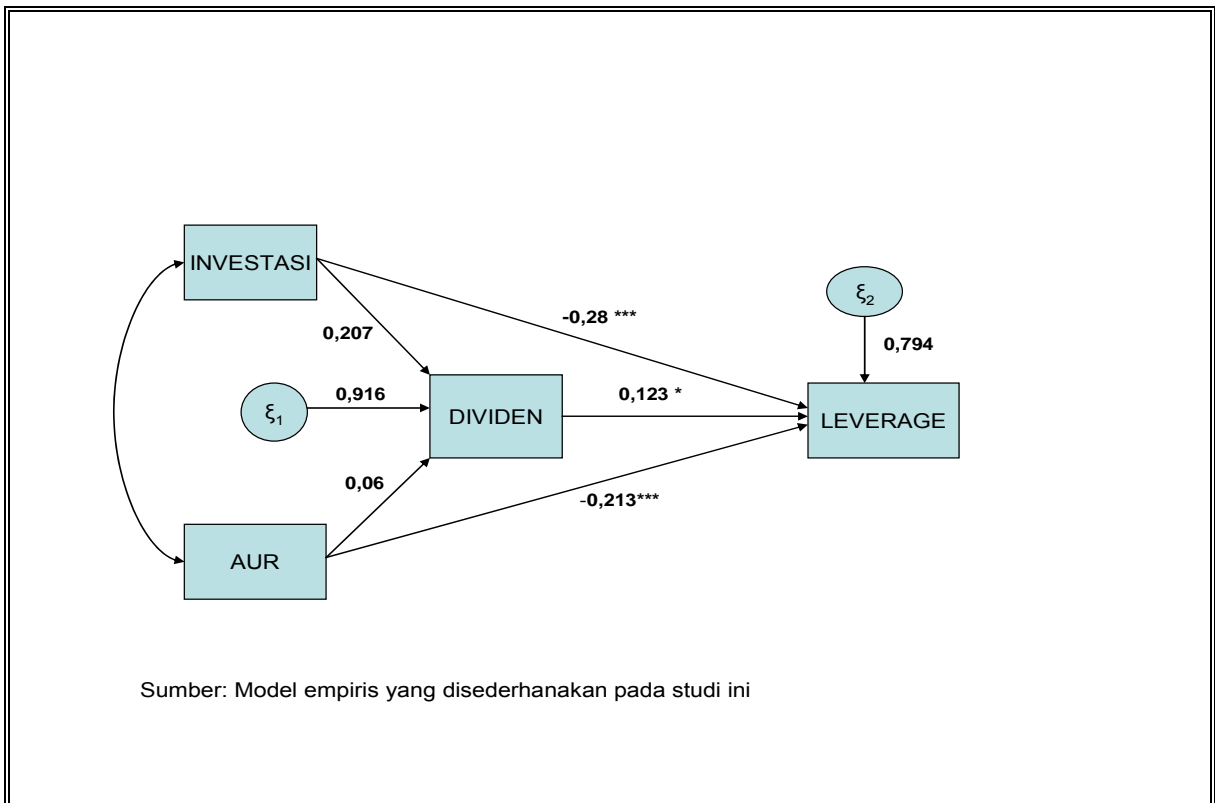 INVESTASI
ξ2
-0,28 ***
0,207
0,794
ξ1
0,916
DIVIDEN
0,123 *
LEVERAGE
0,06
-0,213***
AUR
Sumber: Model empiris yang disederhanakan pada studi ini